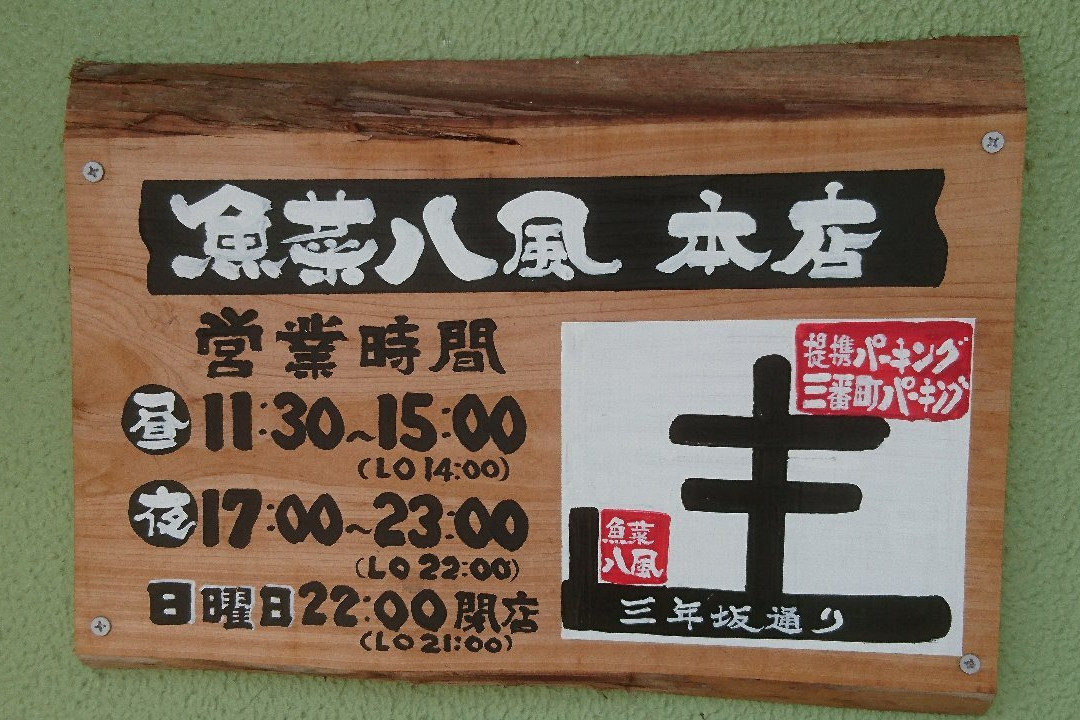 魚菜八風 本店
営業時間
昼 11:30~15:00
(LO 14:00)
夜 17:00~23:00
(LO 22:00)
日曜日 22:00 閉店
(LO 21:00)
提携パーキング
三番町パーキング
魚菜
八風
三年坂通り